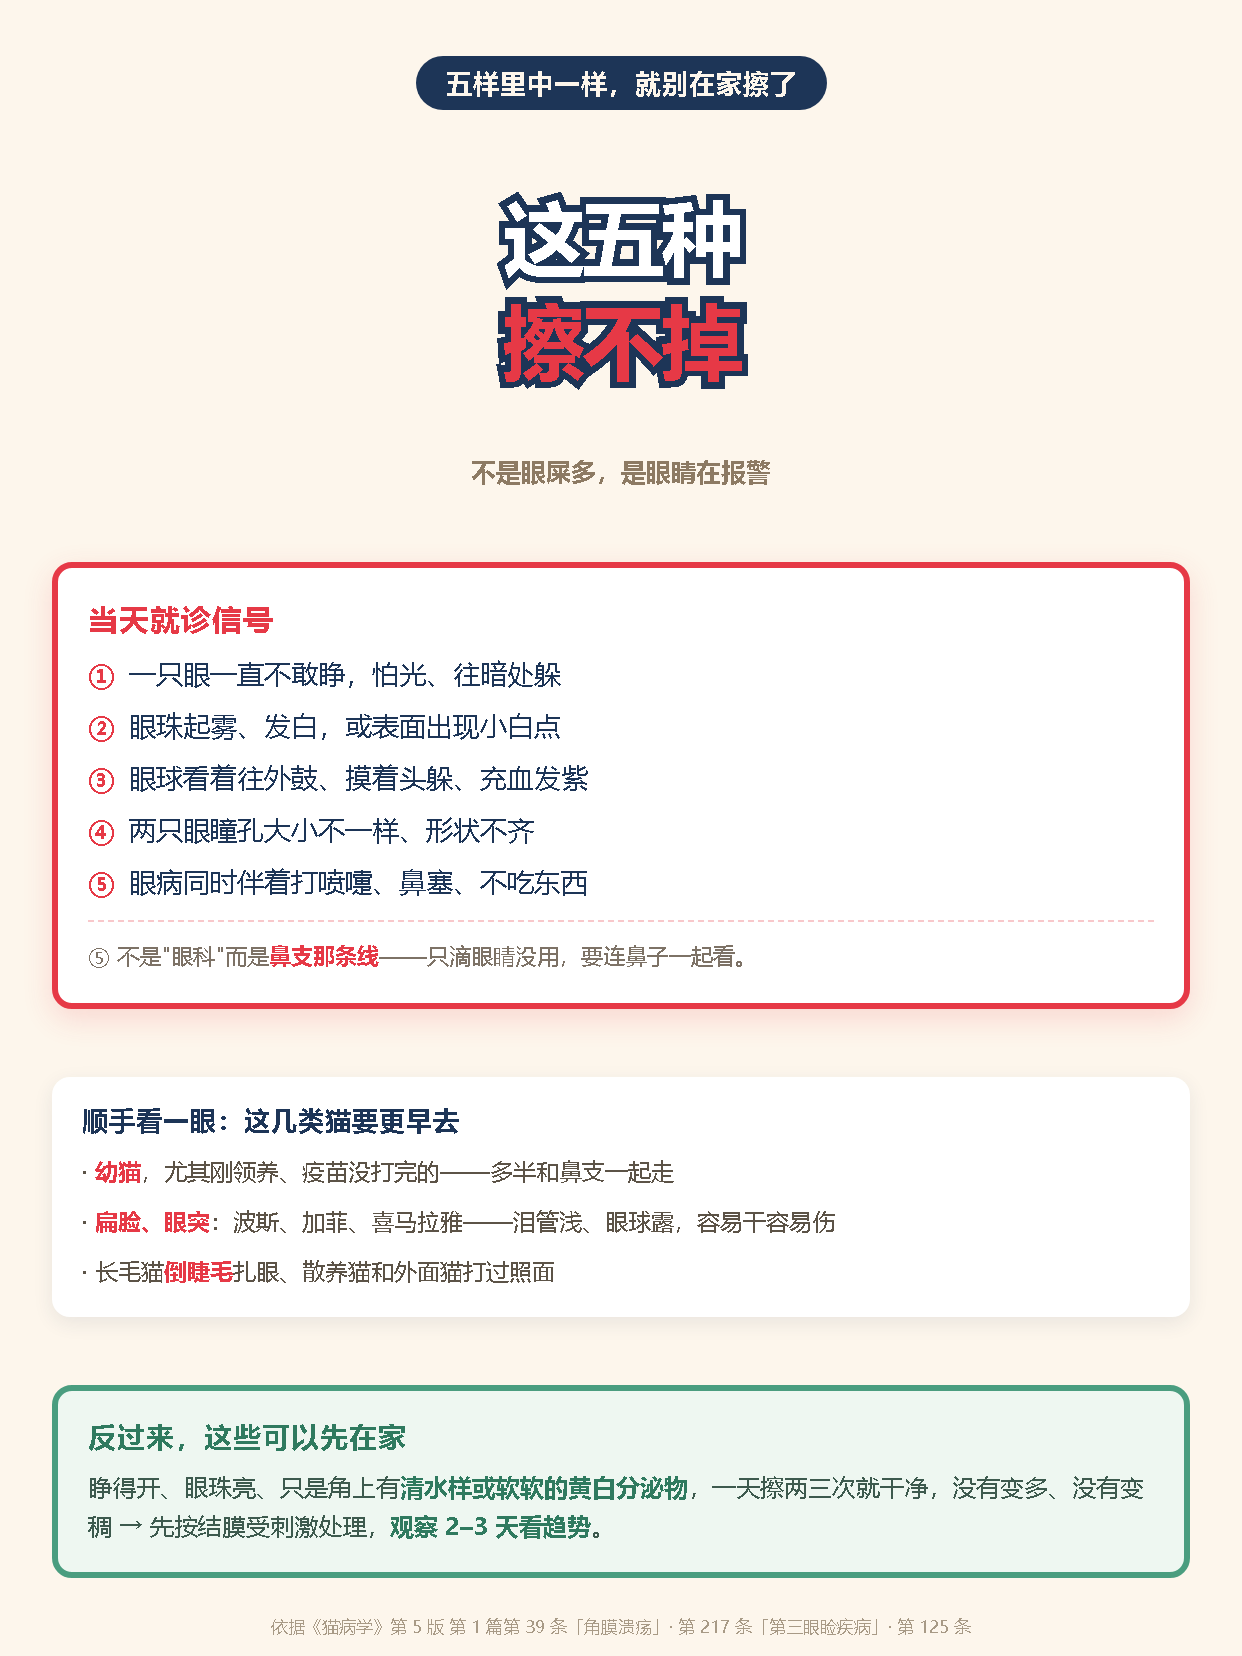 五样里中一样，就别在家擦了
这五种
擦不掉
不是眼屎多，是眼睛在报警
当天就诊信号
① 一只眼一直不敢睁，怕光、往暗处躲
② 眼珠起雾、发白，或表面出现小白点
③ 眼球看着往外鼓、摸着头躲、充血发紫
④ 两只眼瞳孔大小不一样、形状不齐
⑤ 眼病同时伴着打喷嚏、鼻塞、不吃东西
⑤ 不是"眼科"而是鼻支那条线——只滴眼睛没用，要连鼻子一起看。
顺手看一眼：这几类猫要更早去
· 幼猫，尤其刚领养、疫苗没打完的——多半和鼻支一起走
· 扁脸、眼突：波斯、加菲、喜马拉雅——泪管浅、眼球露，容易干容易伤
· 长毛猫倒睫毛扎眼、散养猫和外面猫打过照面
反过来，这些可以先在家
睁得开、眼珠亮、只是角上有清水样或软软的黄白分泌物，一天擦两三次就干净，没有变多、没有变
稠 → 先按结膜受刺激处理，观察 2–3 天看趋势。
依据《猫病学》第 5 版 第 1 篇第 39 条「角膜溃疡」· 第 217 条「第三眼睑疾病」· 第 125 条